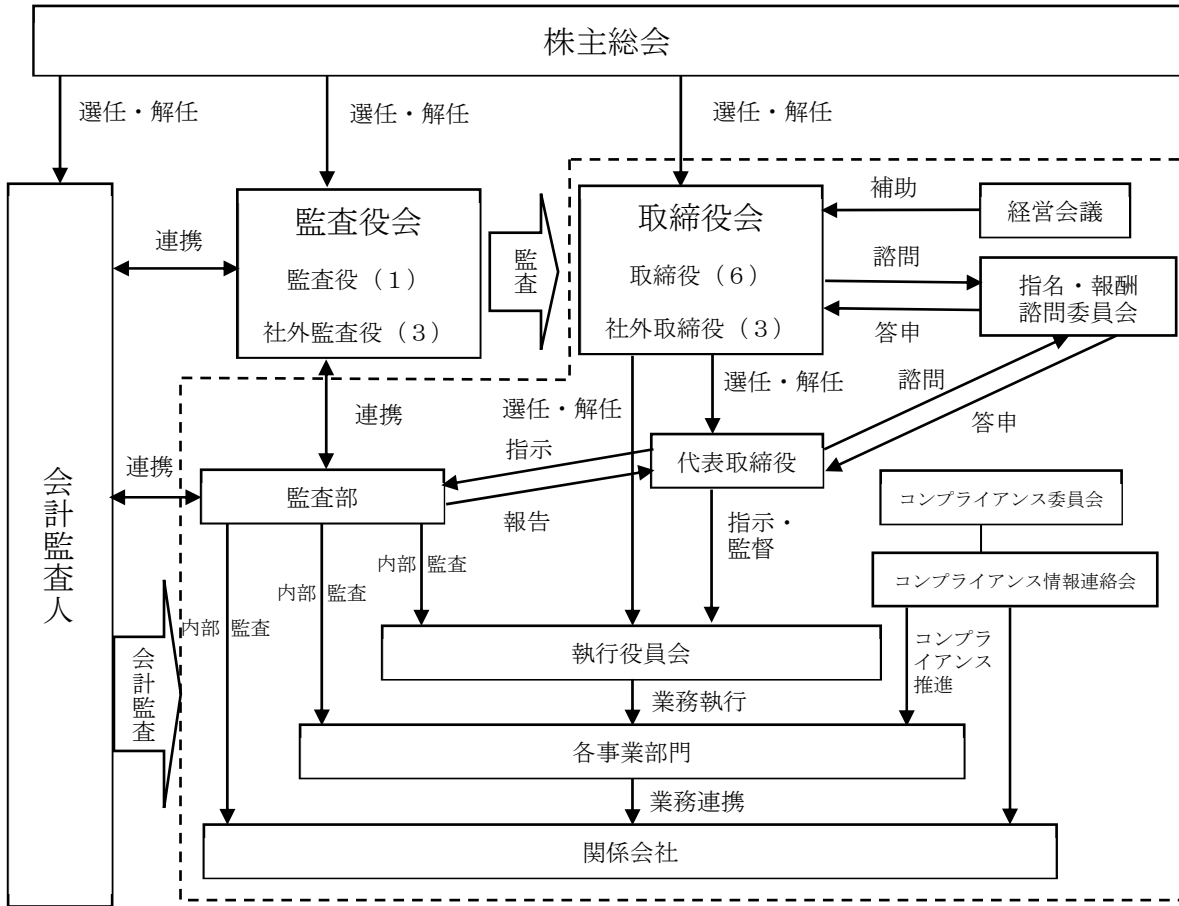 株主総会
選任・解任
選任・解任
選任・解任
監査役会
監査役（１）
社外監査役（３）
監査
取締役会
取締役（６）
社外取締役（３）
補助
経営会議
連携
諮問
答申
指名・報酬
諮問委員会
連携
選任・解任
選任・解任
諮問
答申
会計監査人
連携
監査部
指示
報告
代表取締役
コンプライアンス委員会
指示・
監督
コンプライアンス情報連絡会
内部監査
内部監査
内部監査
執行役員会
コンプラ
イアンス
推進
会計監査
業務執行
各事業部門
業務連携
関係会社